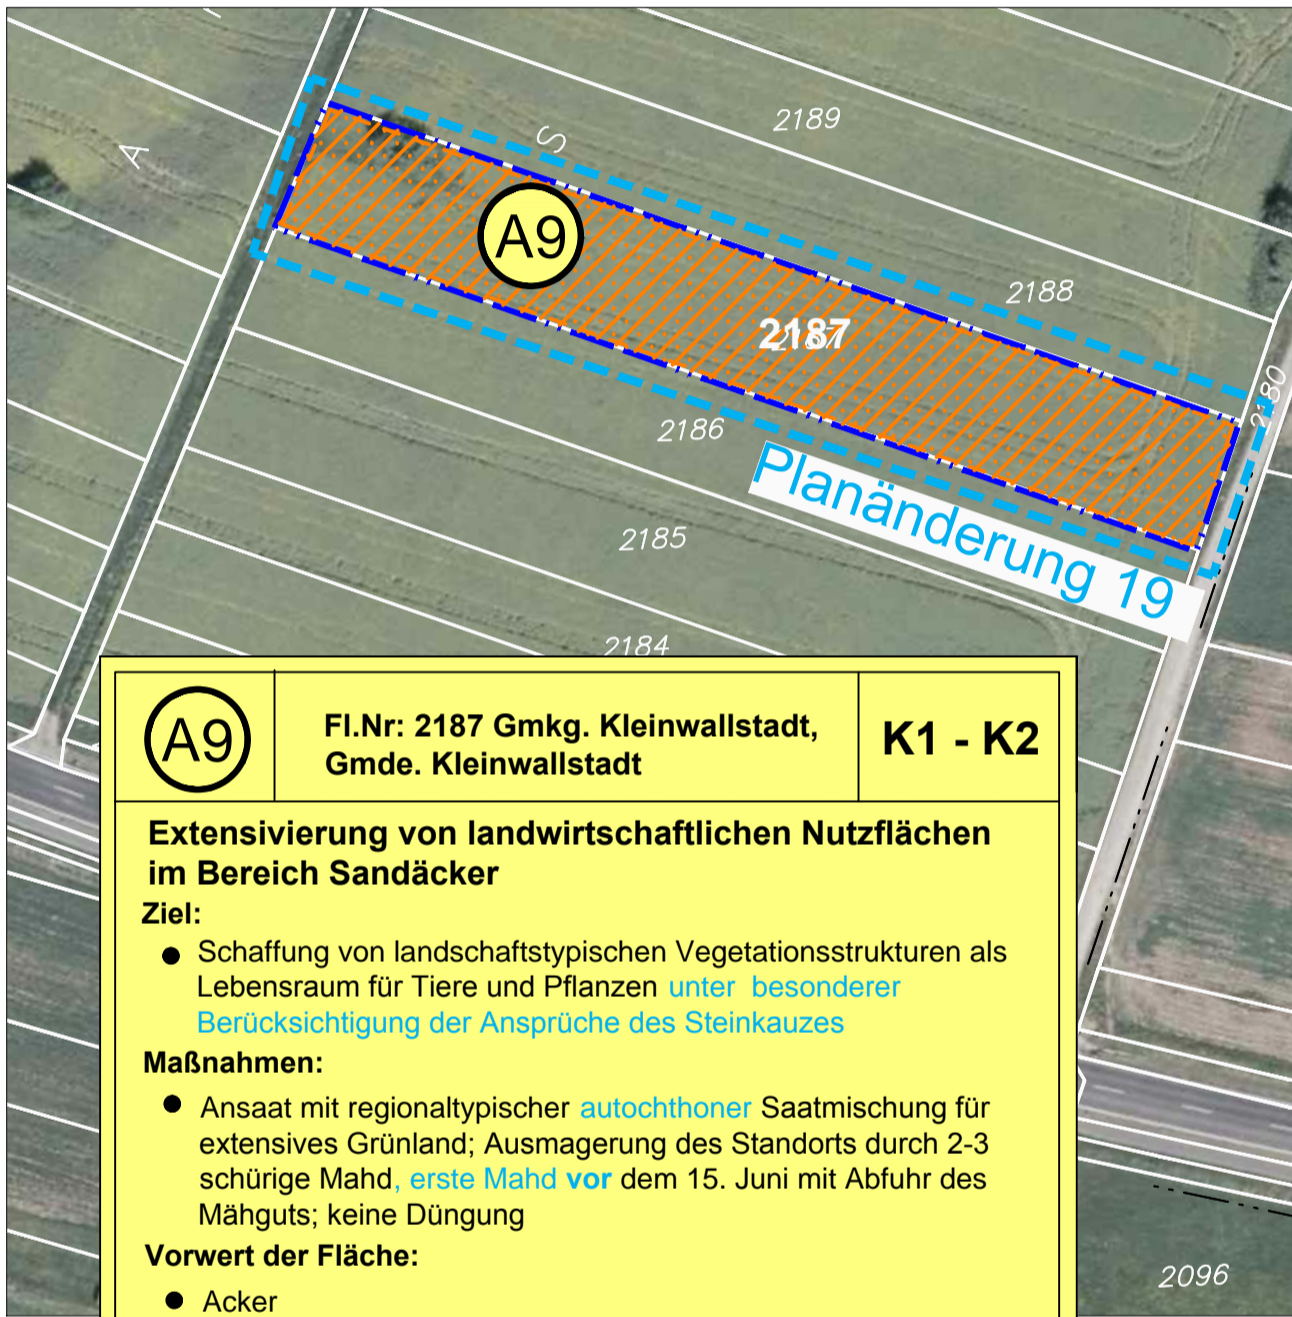 2189
A
S
A9
2188
2187
2180
2186
Planänderung 19
2185
2184
A9
Fl.Nr: 2187 Gmkg. Kleinwallstadt,
Gmde. Kleinwallstadt
K1 - K2
Extensivierung von landwirtschaftlichen Nutzflächen
im Bereich Sandäcker
Ziel:
● Schaffung von landschaftstypischen Vegetationsstrukturen als
Lebensraum für Tiere und Pflanzen unter besonderer
Berücksichtigung der Ansprüche des Steinkauzes
Maßnahmen:
● Ansaat mit regionaltypischer autochthoner Saatmischung für
extensives Grünland; Ausmagerung des Standorts durch 2-3
schürige Mahd, erste Mahd vor dem 15. Juni mit Abfuhr des
Mähguts; keine Düngung
Vorwert der Fläche:
● Acker
2096